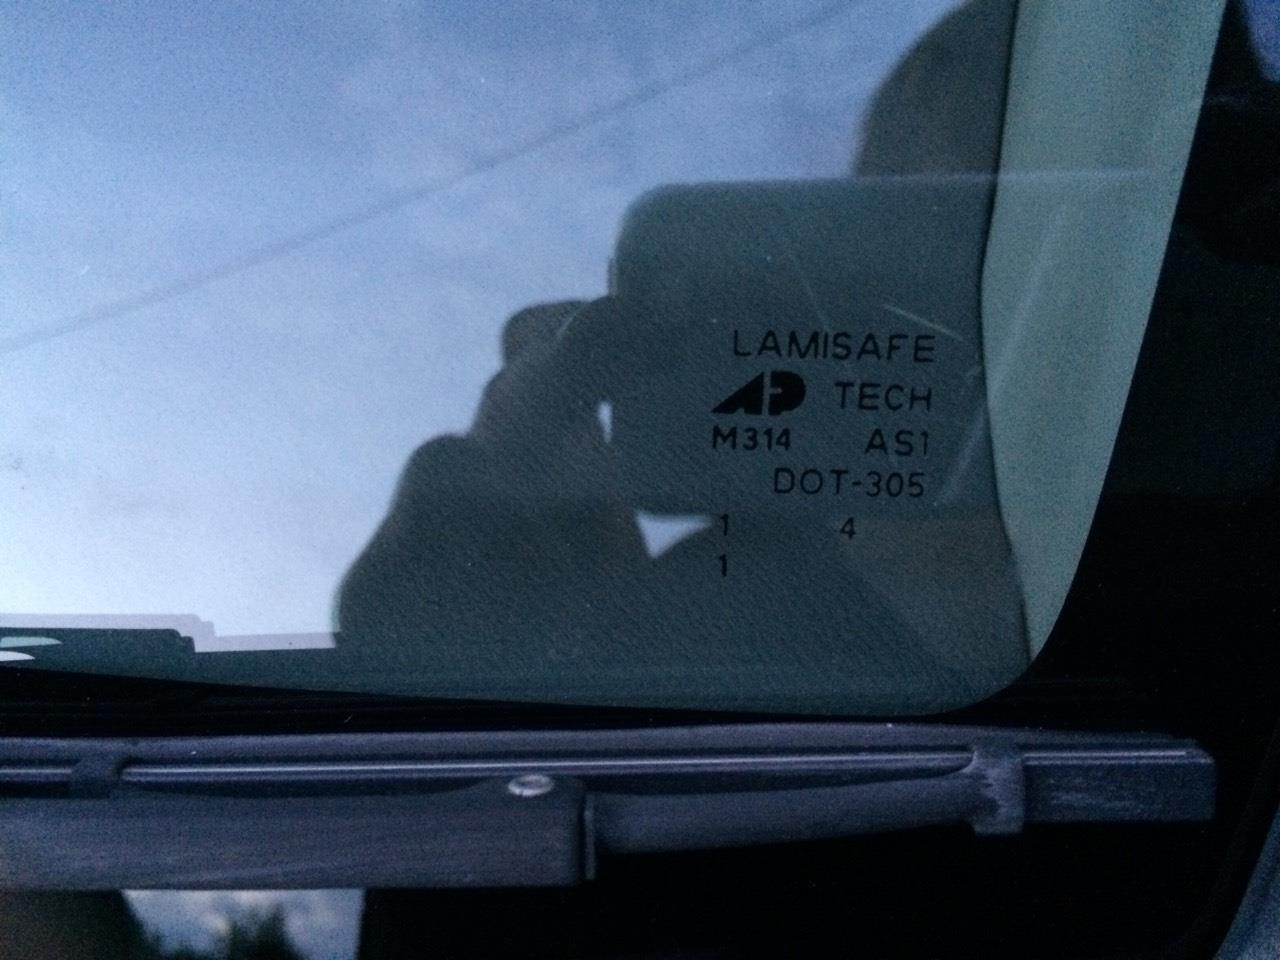 LAMISAFE
AP TECH
M314 AS1
DOT-305
1 4
1